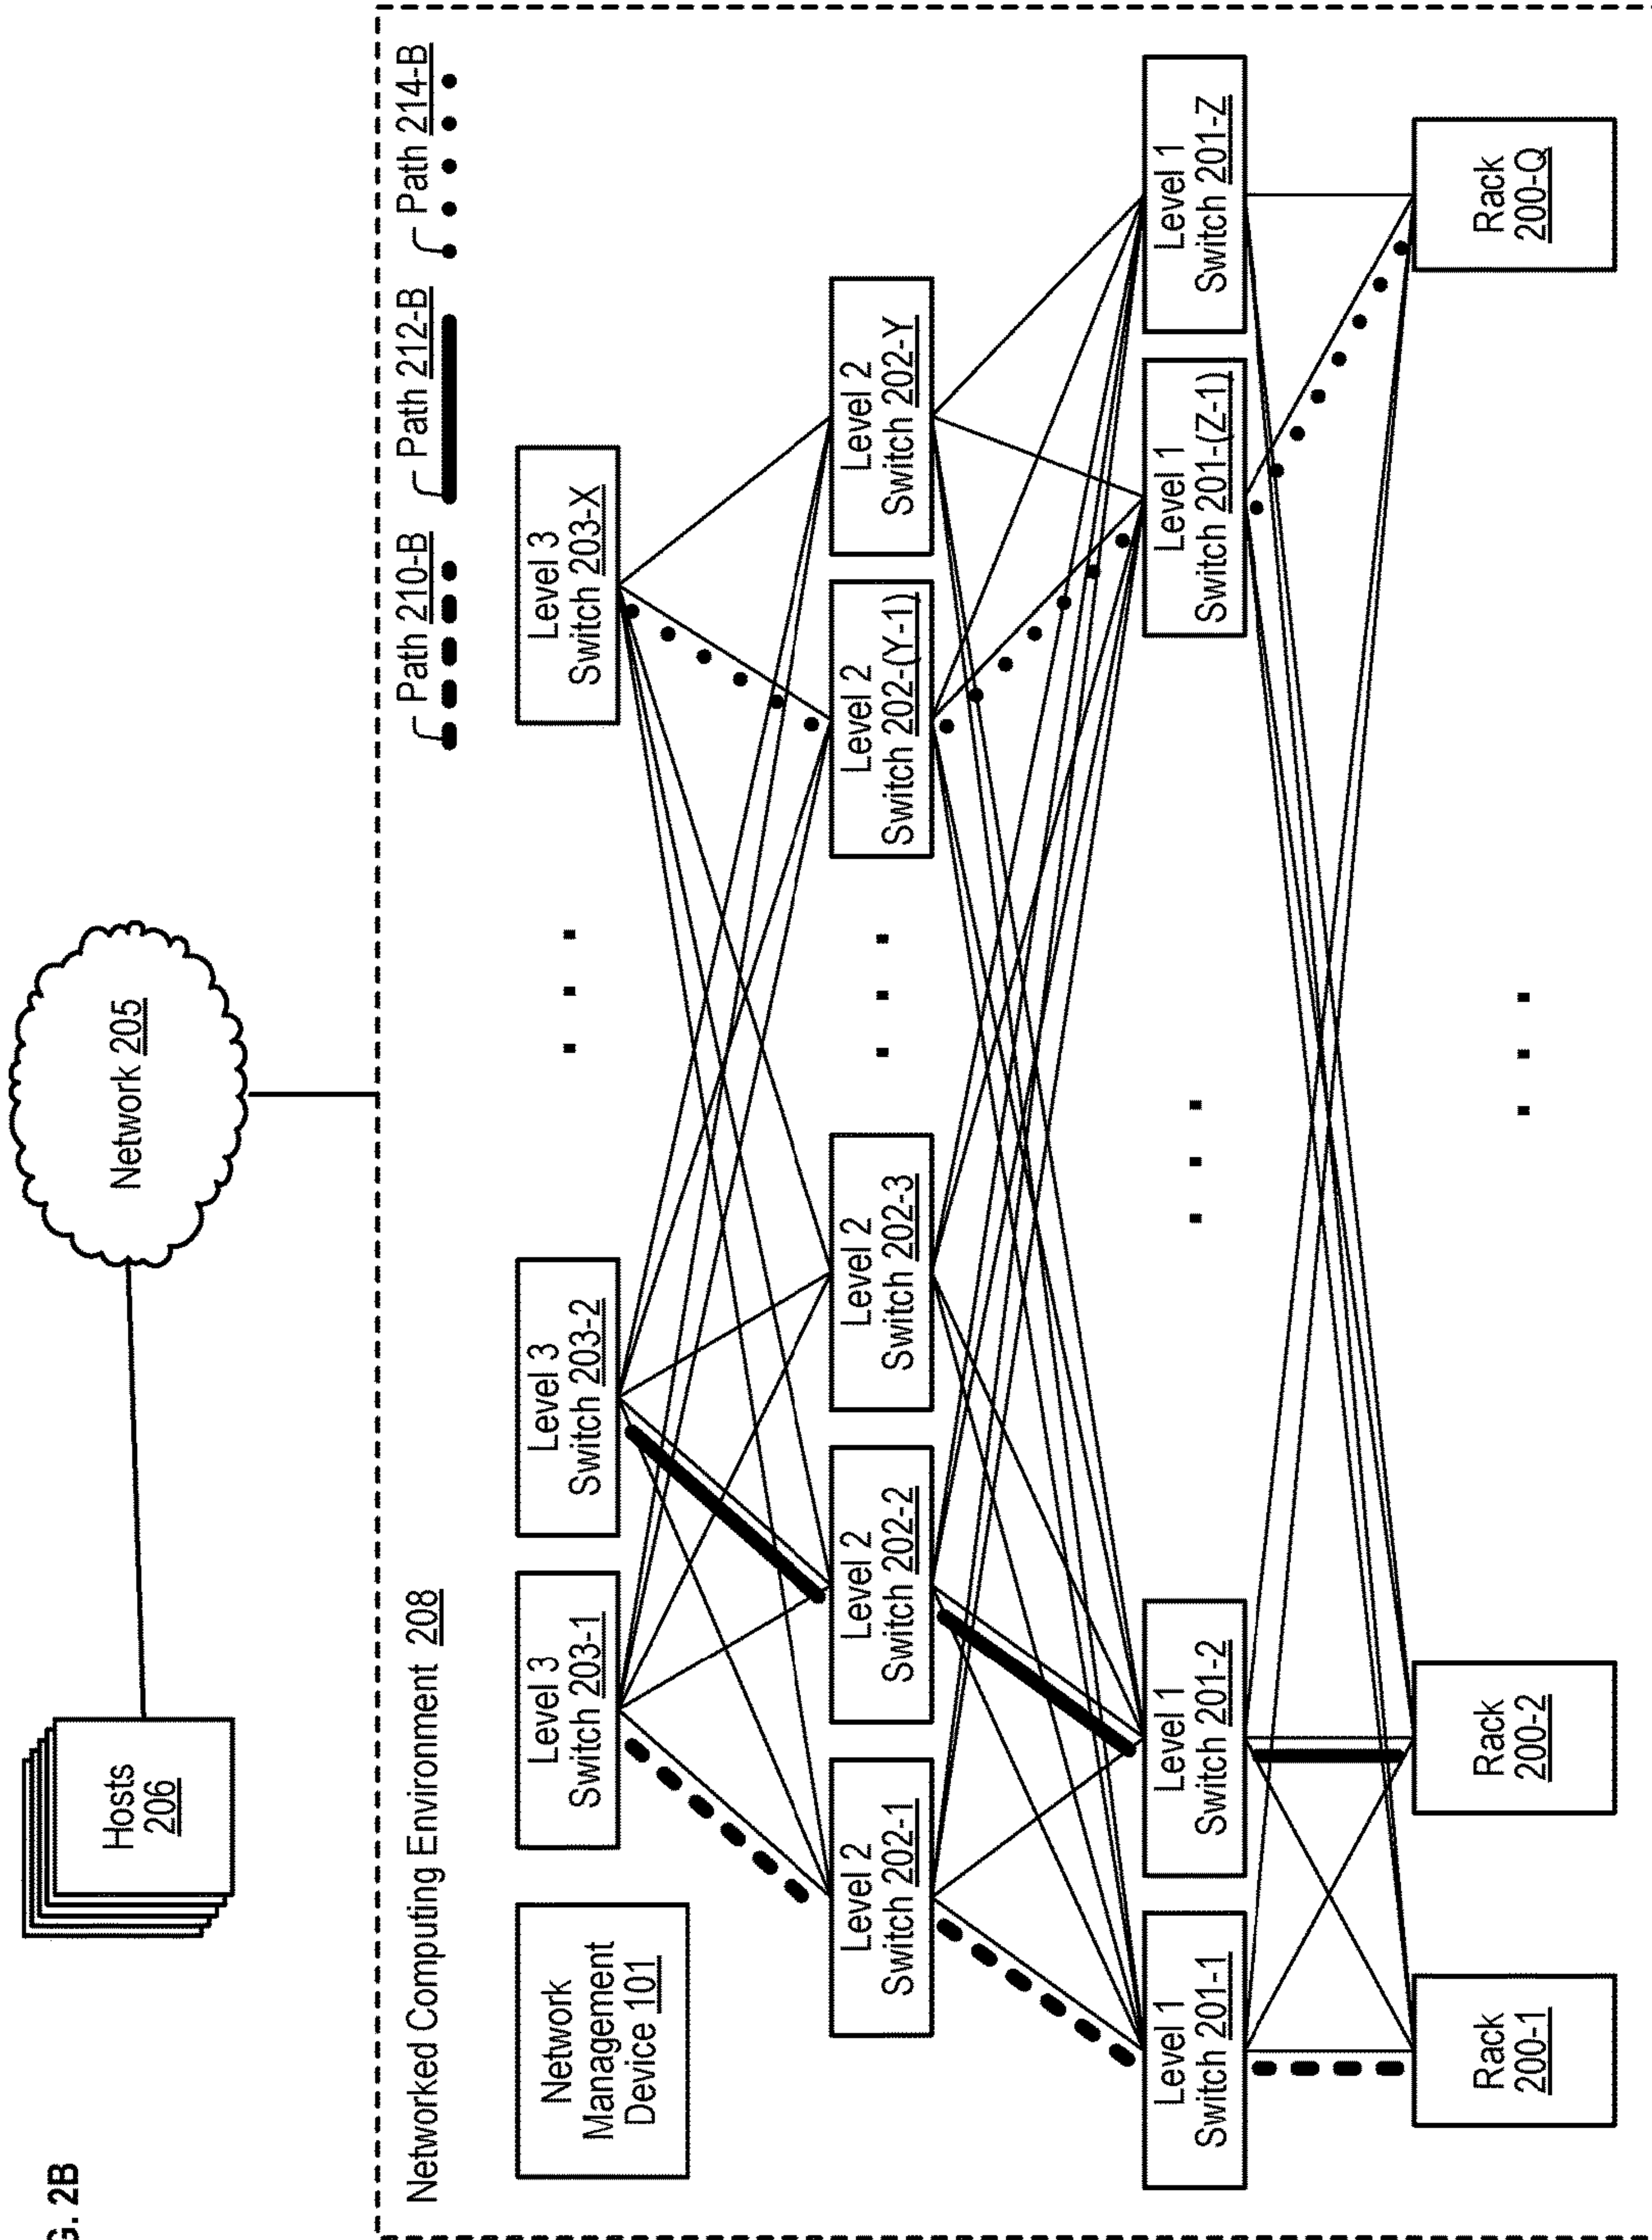 G. 2B
Hosts
206
Network 205
Networked Computing Environment 208
Path 210-B
Path 212-B
Path 214-B
Network
Management
Device 101
Level 3
Switch 203-1
Level 3
Switch 203-2
Level 3
Switch 203-X
Level 2
Switch 202-1
Level 2
Switch 202-2
Level 2
Switch 202-3
Level 2
Switch 202-(Y-1)
Level 2
Switch 202-Y
Level 1
Switch 201-1
Level 1
Switch 201-2
Level 1
Switch 201-(Z-1)
Level 1
Switch 201-Z
Rack
200-1
Rack
200-2
Rack
200-Q